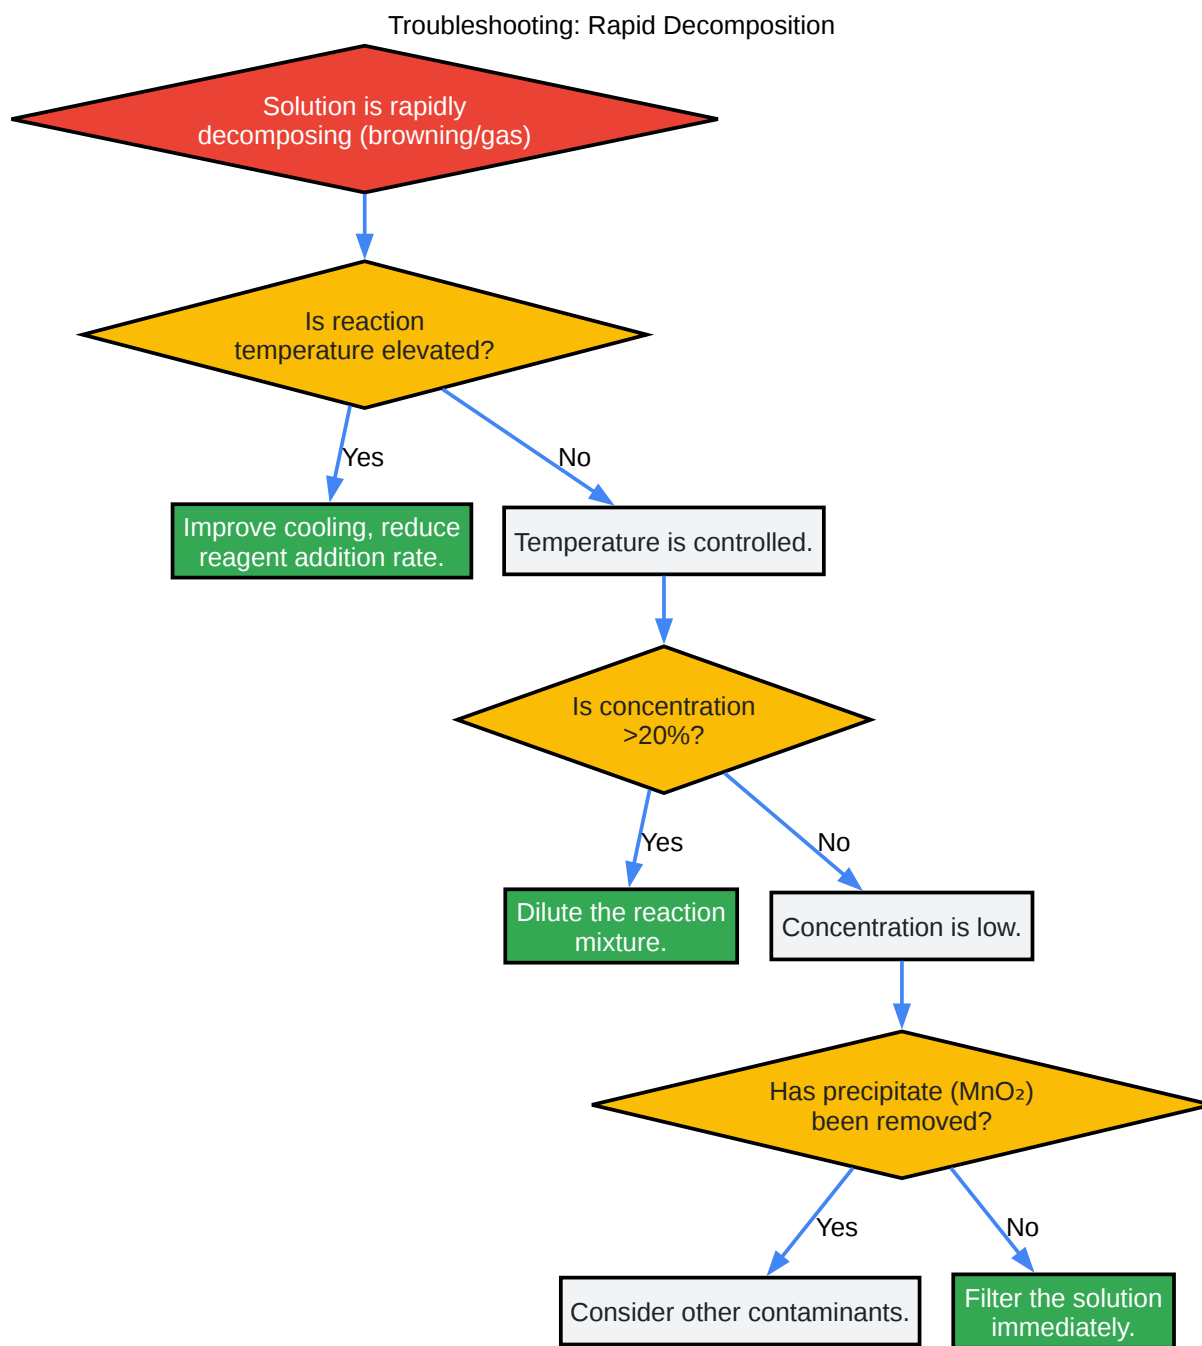 Troubleshooting: Rapid Decomposition
Solution is rapidly
decomposing (browning/gas)
Is reaction
temperature elevated?
Yes
No
Improve cooling, reduce
reagent addition rate.
Temperature is controlled.
Is concentration
>20%?
Yes
No
Dilute the reaction
mixture.
Concentration is low.
Has precipitate (MnO₂)
been removed?
Yes
No
Consider other contaminants.
Filter the solution
immediately.